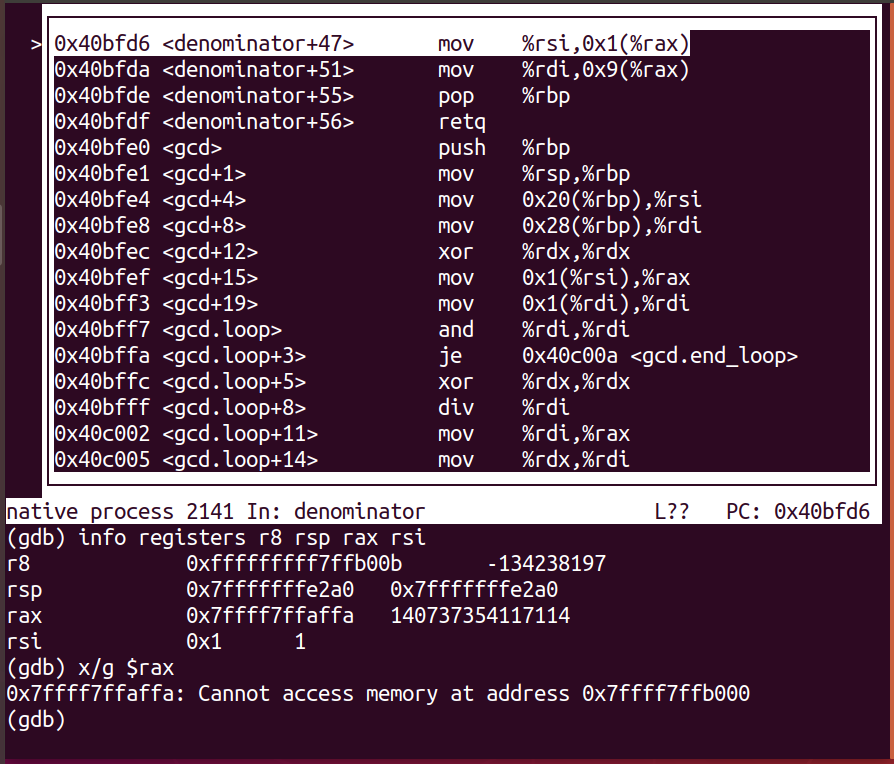 > 0x40bfd6 <denominator+47> mov %rsi,0x1(%rax)
0x40bfda <denominator+51> mov %rdi,0x9(%rax)
0x40bfde <denominator+55> pop %rbp
0x40bfdf <denominator+56> retq
0x40bfe0 <gcd> push %rbp
0x40bfe1 <gcd+1> mov %rsp,%rbp
0x40bfe4 <gcd+4> mov 0x20(%rbp),%rsi
0x40bfe8 <gcd+8> mov 0x28(%rbp),%rdi
0x40bfec <gcd+12> xor %rdx,%rdx
0x40bfef <gcd+15> mov 0x1(%rsi),%rax
0x40bff3 <gcd+19> mov 0x1(%rdi),%rdi
0x40bff7 <gcd.loop> and %rdi,%rdi
0x40bffa <gcd.loop+3> je 0x40c00a <gcd.end_loop>
0x40bffc <gcd.loop+5> xor %rdx,%rdx
0x40bfff <gcd.loop+8> div %rdi
0x40c002 <gcd.loop+11> mov %rdi,%rax
0x40c005 <gcd.loop+14> mov %rdx,%rdi
native process 2141 In: denominator L?? PC: 0x40bfd6
(gdb) info registers r8 rsp rax rsi
r8 0xfffffffff7ffb00b -134238197
rsp 0x7fffffffe2a0 0x7fffffffe2a0
rax 0x7ffff7ffaffa 140737354117114
rsi 0x1 1
(gdb) x/g $rax
0x7ffff7ffaffa: Cannot access memory at address 0x7ffff7ffb000
(gdb)